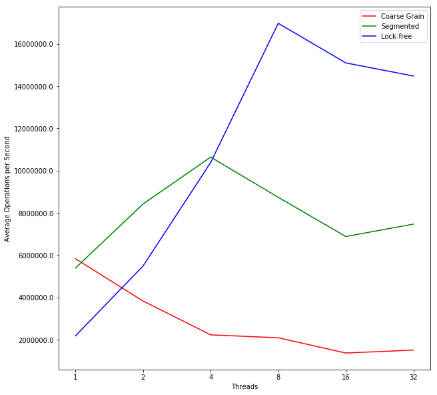 Coarse Grain
Segmented
Lock-free
16000000.0
14000000.0
12000000.0
10000000.0
8000000.0
6000000.0
4000000.0
2000000.0
Average Operations per Second
1 2 4 8 16 32
Threads